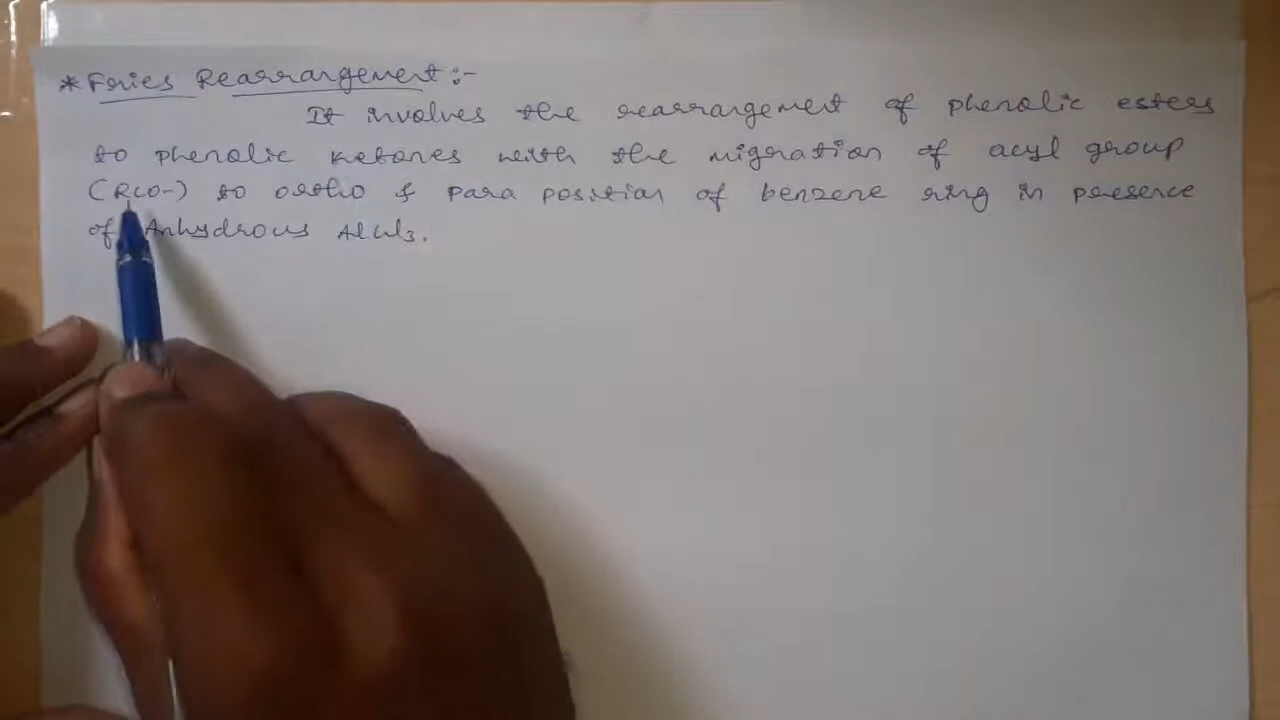 * Fries Rearrangement :-
It involves the rearrangement of phenolic esters
to phenolic ketones with the migration of acyl group
(RCO-) to ortho & para position of benzene ring in presence
of Anhydrous AlCl3.